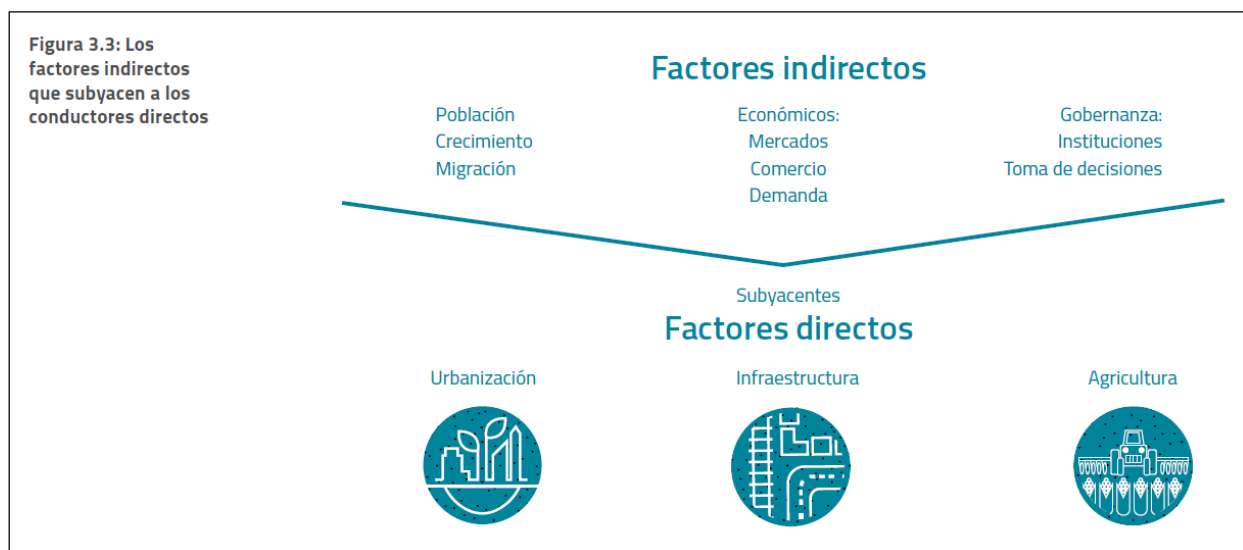 Figura 3.3: Los
factores indirectos
que subyacen a los
conductores directos
Factores indirectos
Población
Crecimiento
Migración
Económicos:
Mercados
Comercio
Demanda
Gobernanza:
Instituciones
Toma de decisiones
Subyacentes
Factores directos
Urbanización
Infraestructura
Agricultura